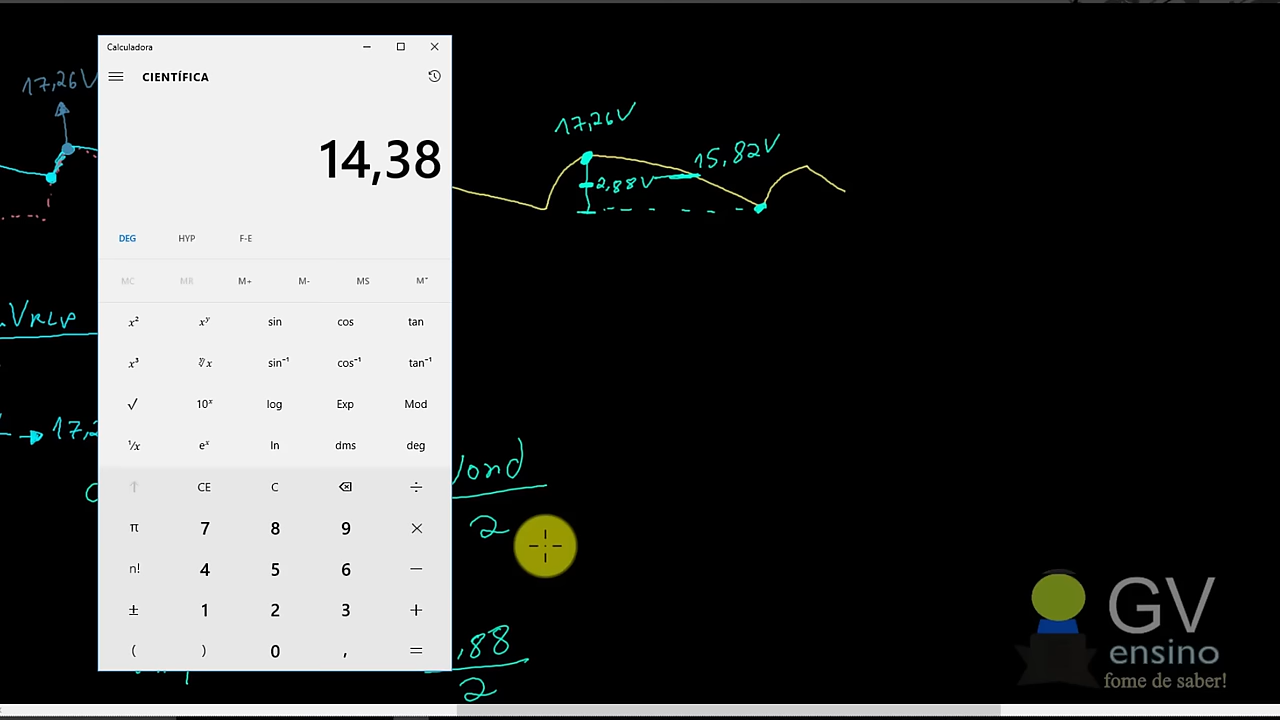 17,26V
Calculadora
CIENTÍFICA
14,38
17,26V
15,82V
2,88V
DEG HYP F-E
MC MR M+ M- MS M˅
x² xʸ sin cos tan
x³ ʸ√x sin⁻¹ cos⁻¹ tan⁻¹
√ 10ˣ log Exp Mod
¹/x eˣ ln dms deg
↑ CE C ⌫ ÷
π 7 8 9 ×
n! 4 5 6 −
± 1 2 3 +
( ) 0 , =
→ 17,2
ond
2
,88
2
GV
ensino
fome de saber!